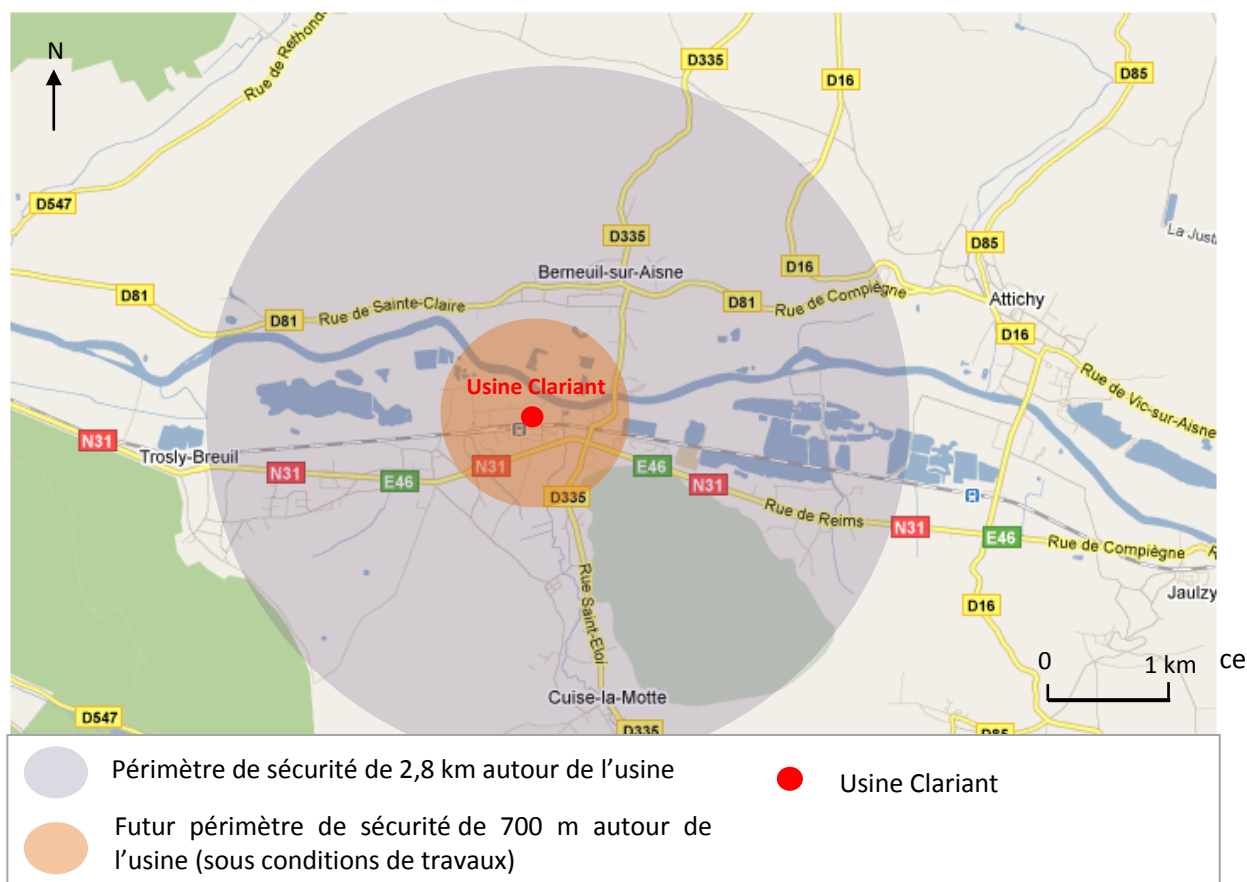 D335
N
D16
D85
Rue de Rethond
D547
D335
D85
La Just
Berneuil-sur-Aisne
D16
D81
Rue de Sainte-Claire
D81
D81
Rue de Compiègne
Attichy
D16
Usine Clariant
Rue de Vic-sur-Aisne
N31
Trosly-Breuil
N31
E46
N31
E46
N31
D335
Rue de Reims
N31
E46
Rue de Compiègne
R
Rue Saint-Eloi
D16
Jaulzy
0
1 km
ce
Cuise-la-Motte
D547
D335
D85
Périmètre de sécurité de 2,8 km autour de l’usine
Usine Clariant
Futur périmètre de sécurité de 700 m autour de
l’usine (sous conditions de travaux)